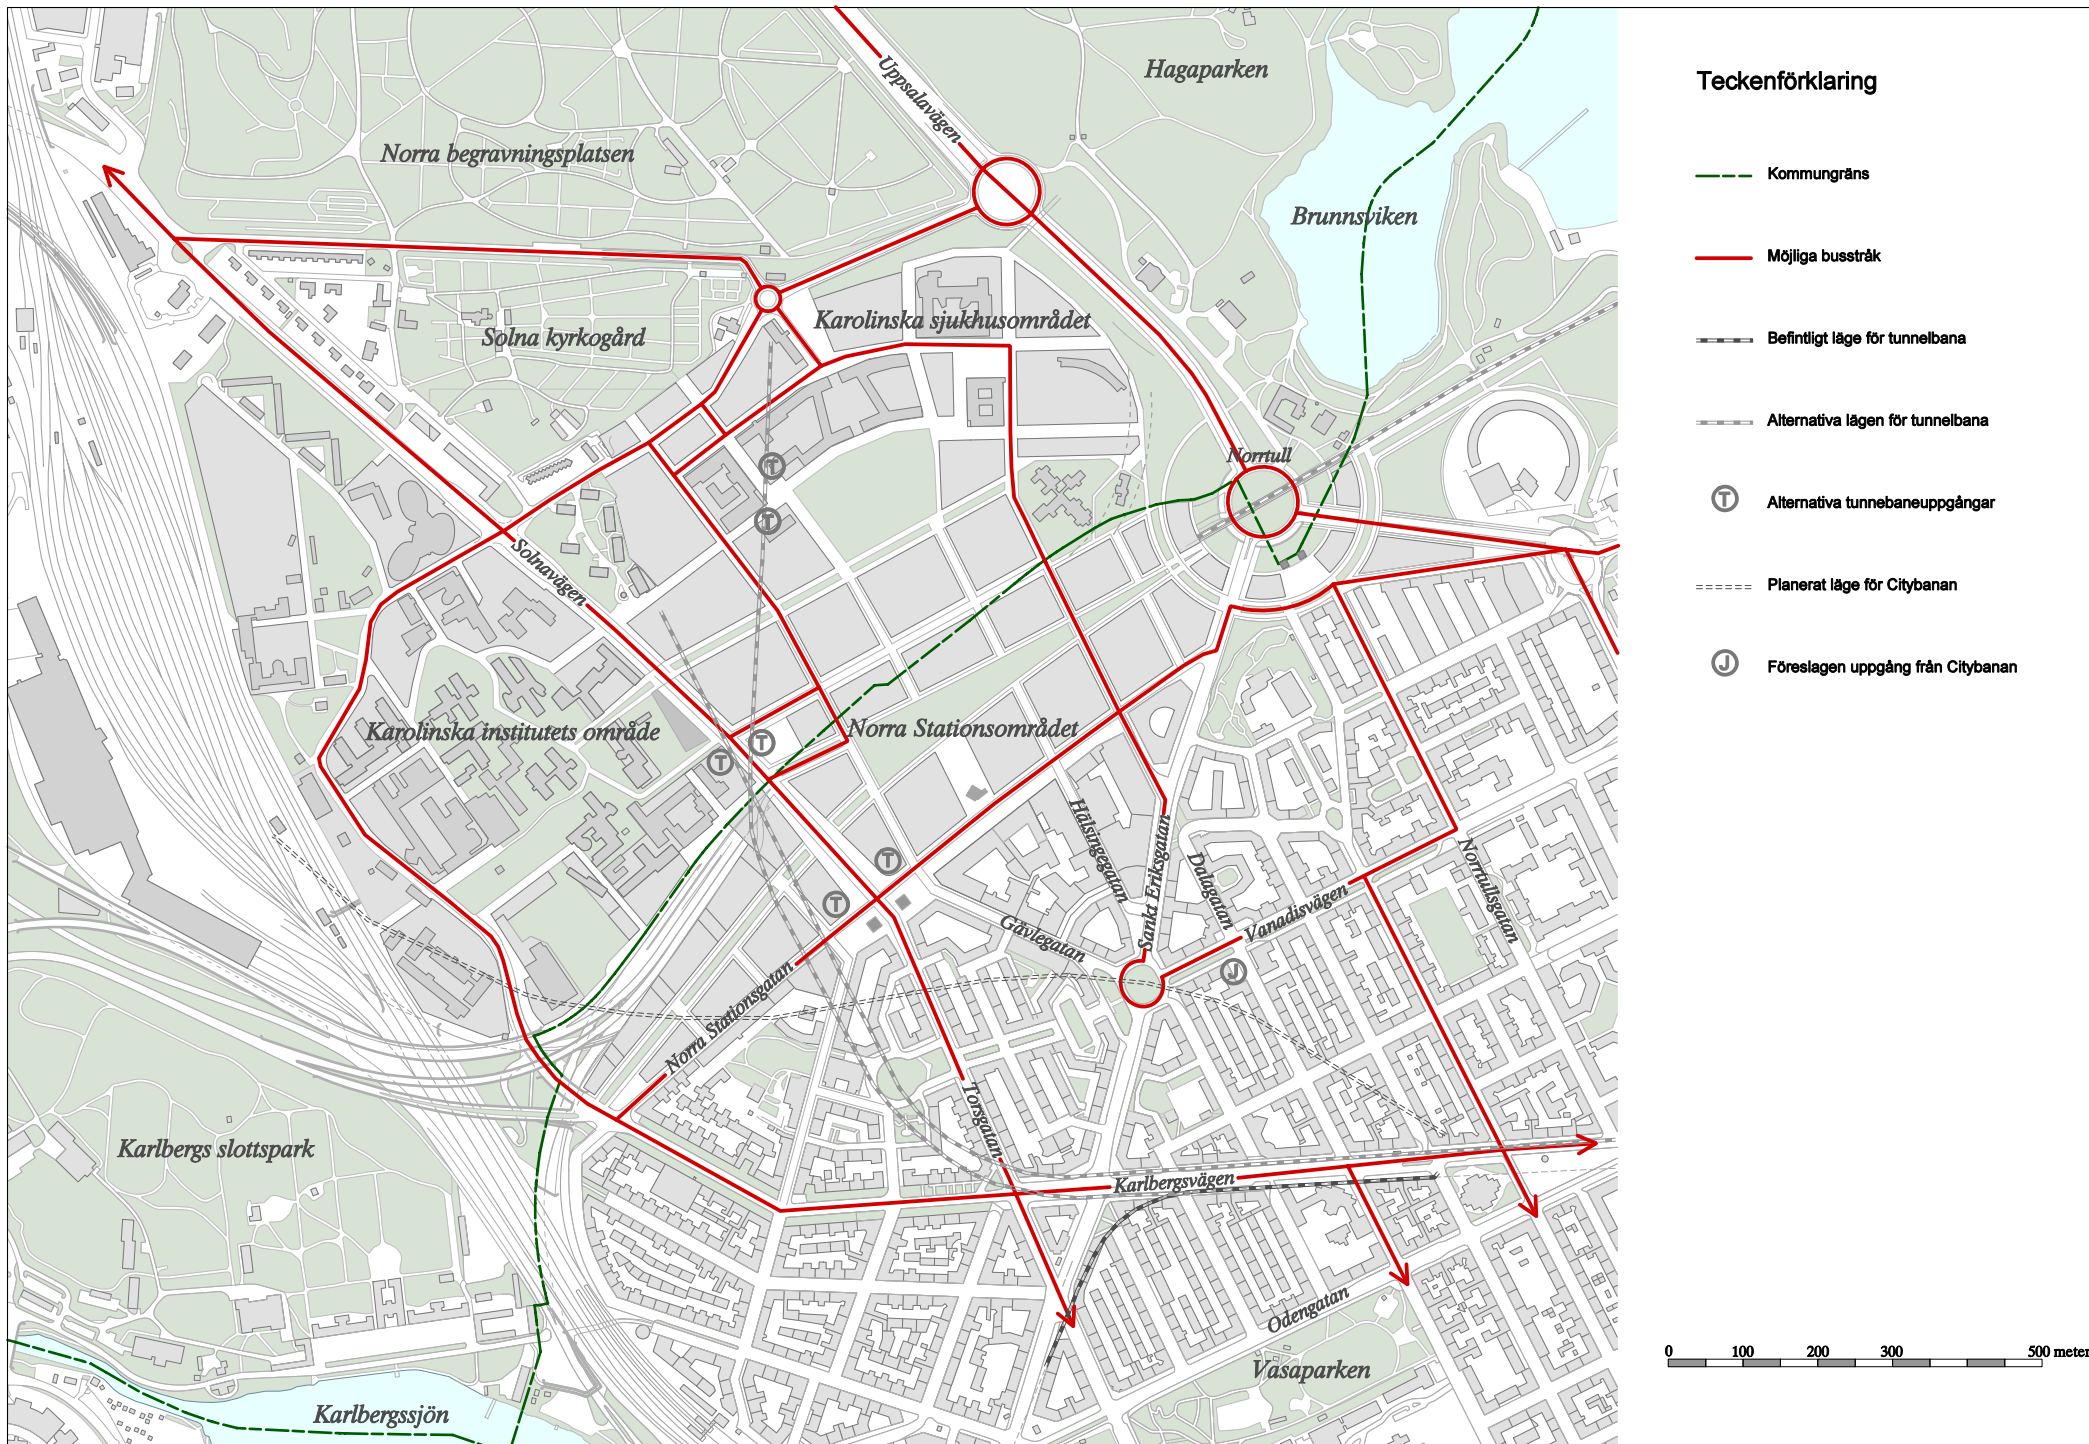 Uppsalavägen
Hagaparken
Norra begravningsplatsen
Brunnsviken
Karolinska sjukhusområdet
Solna kyrkogård
Norrtull
T
T
Solnavägen
Karolinska institutets område
Norra Stationsområdet
T
T
Hälsingegatan
Sankt Eriksgatan
Dalagatan
Norrtullsgatan
T
T
Vanadisvägen
Gävlegatan
J
Norra Stationsgatan
Torsgatan
Karlbergs slottspark
Karlbergsvägen
Odengatan
Vasaparken
Karlbergssjön
Teckenförklaring
Kommungräns
Möjliga busstråk
Befintligt läge för tunnelbana
Alternativa lägen för tunnelbana
T Alternativa tunnebaneuppgångar
Planerat läge för Citybanan
J Föreslagen uppgång från Citybanan
0 100 200 300 500 meter